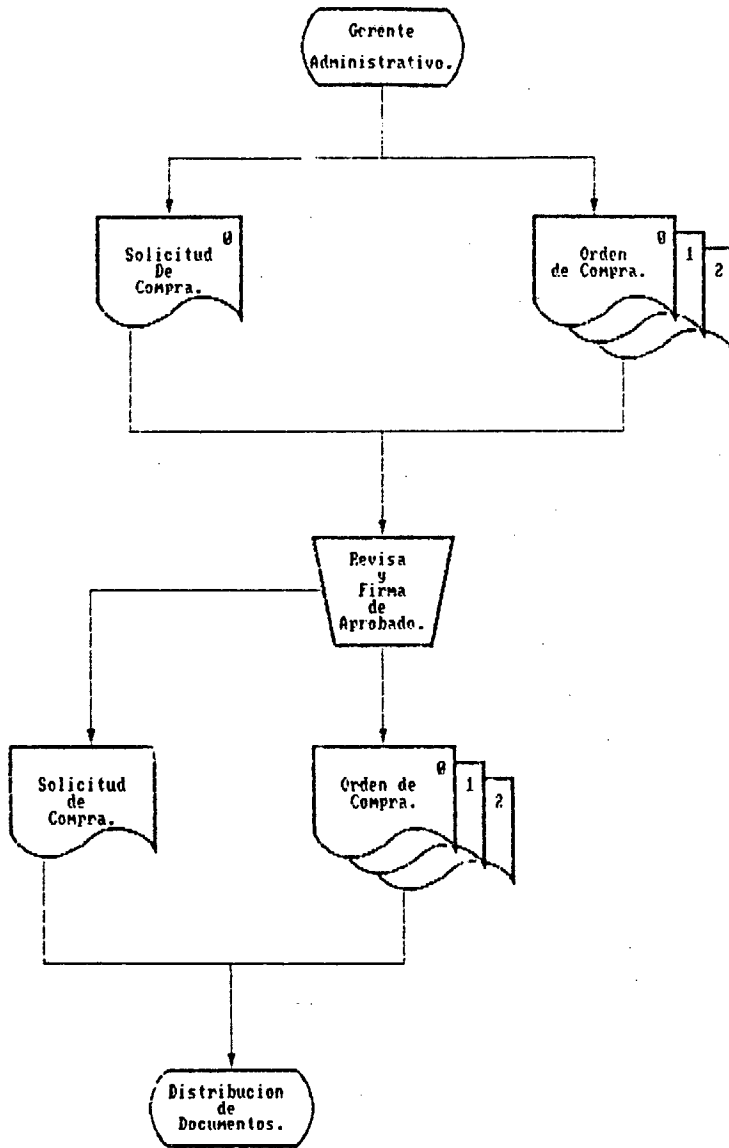 Gerente
Administrativo.
0
Solicitud
De
Compra.
0
Orden
de Compra.
1
2
Revisa
y
Firma
de
Aprobado.
Solicitud
de
Compra.
0
Orden de
Compra.
1
2
Distribucion
de
Documentos.